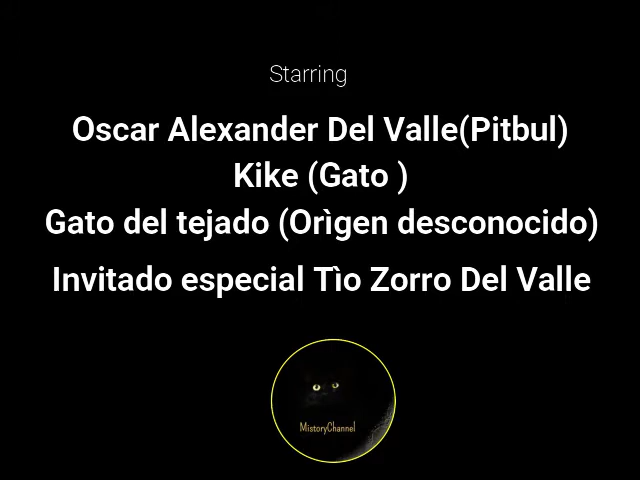 Starring
Oscar Alexander Del Valle(Pitbul)
Kike (Gato )
Gato del tejado (Orìgen desconocido)
Invitado especial Tìo Zorro Del Valle
MistoryChannel